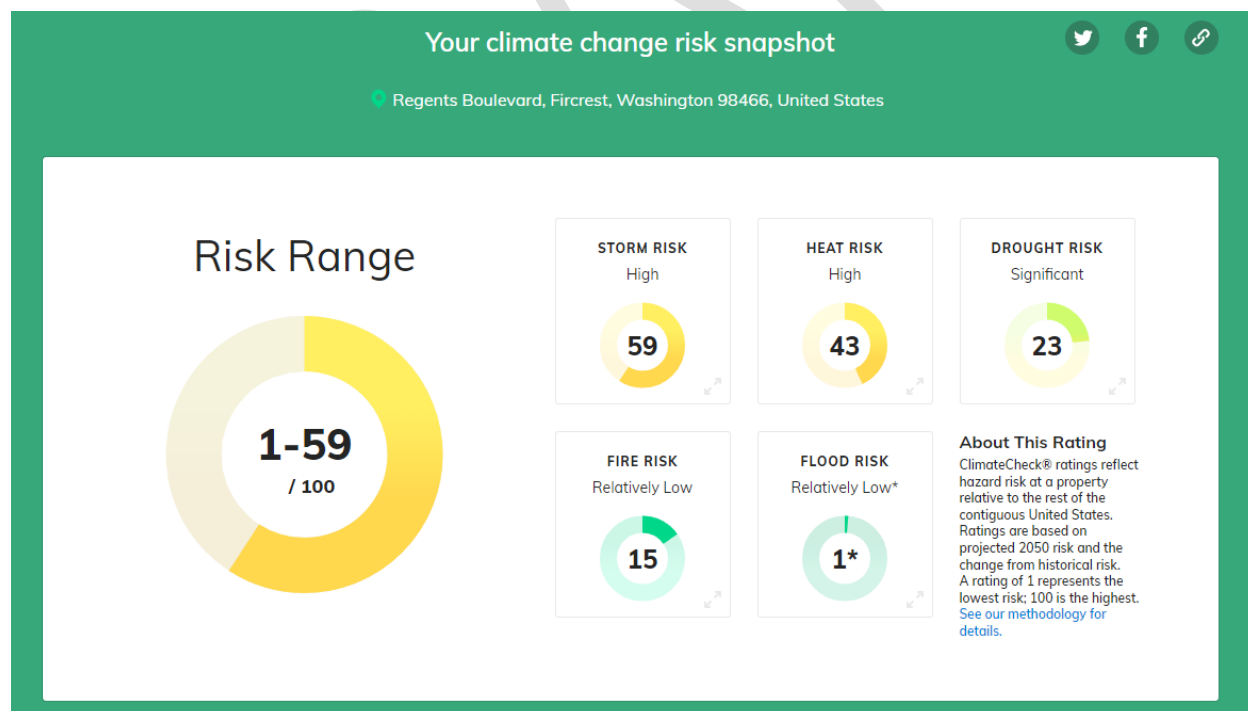 Your climate change risk snapshot
Regents Boulevard, Fircrest, Washington 98466, United States
Risk Range
1-59
/ 100
STORM RISK
High
59
HEAT RISK
High
43
DROUGHT RISK
Significant
23
FIRE RISK
Relatively Low
15
FLOOD RISK
Relatively Low*
1*
About This Rating
ClimateCheck® ratings reflect
hazard risk at a property
relative to the rest of the
contiguous United States.
Ratings are based on
projected 2050 risk and the
change from historical risk.
A rating of 1 represents the
lowest risk; 100 is the highest.
See our methodology for
details.